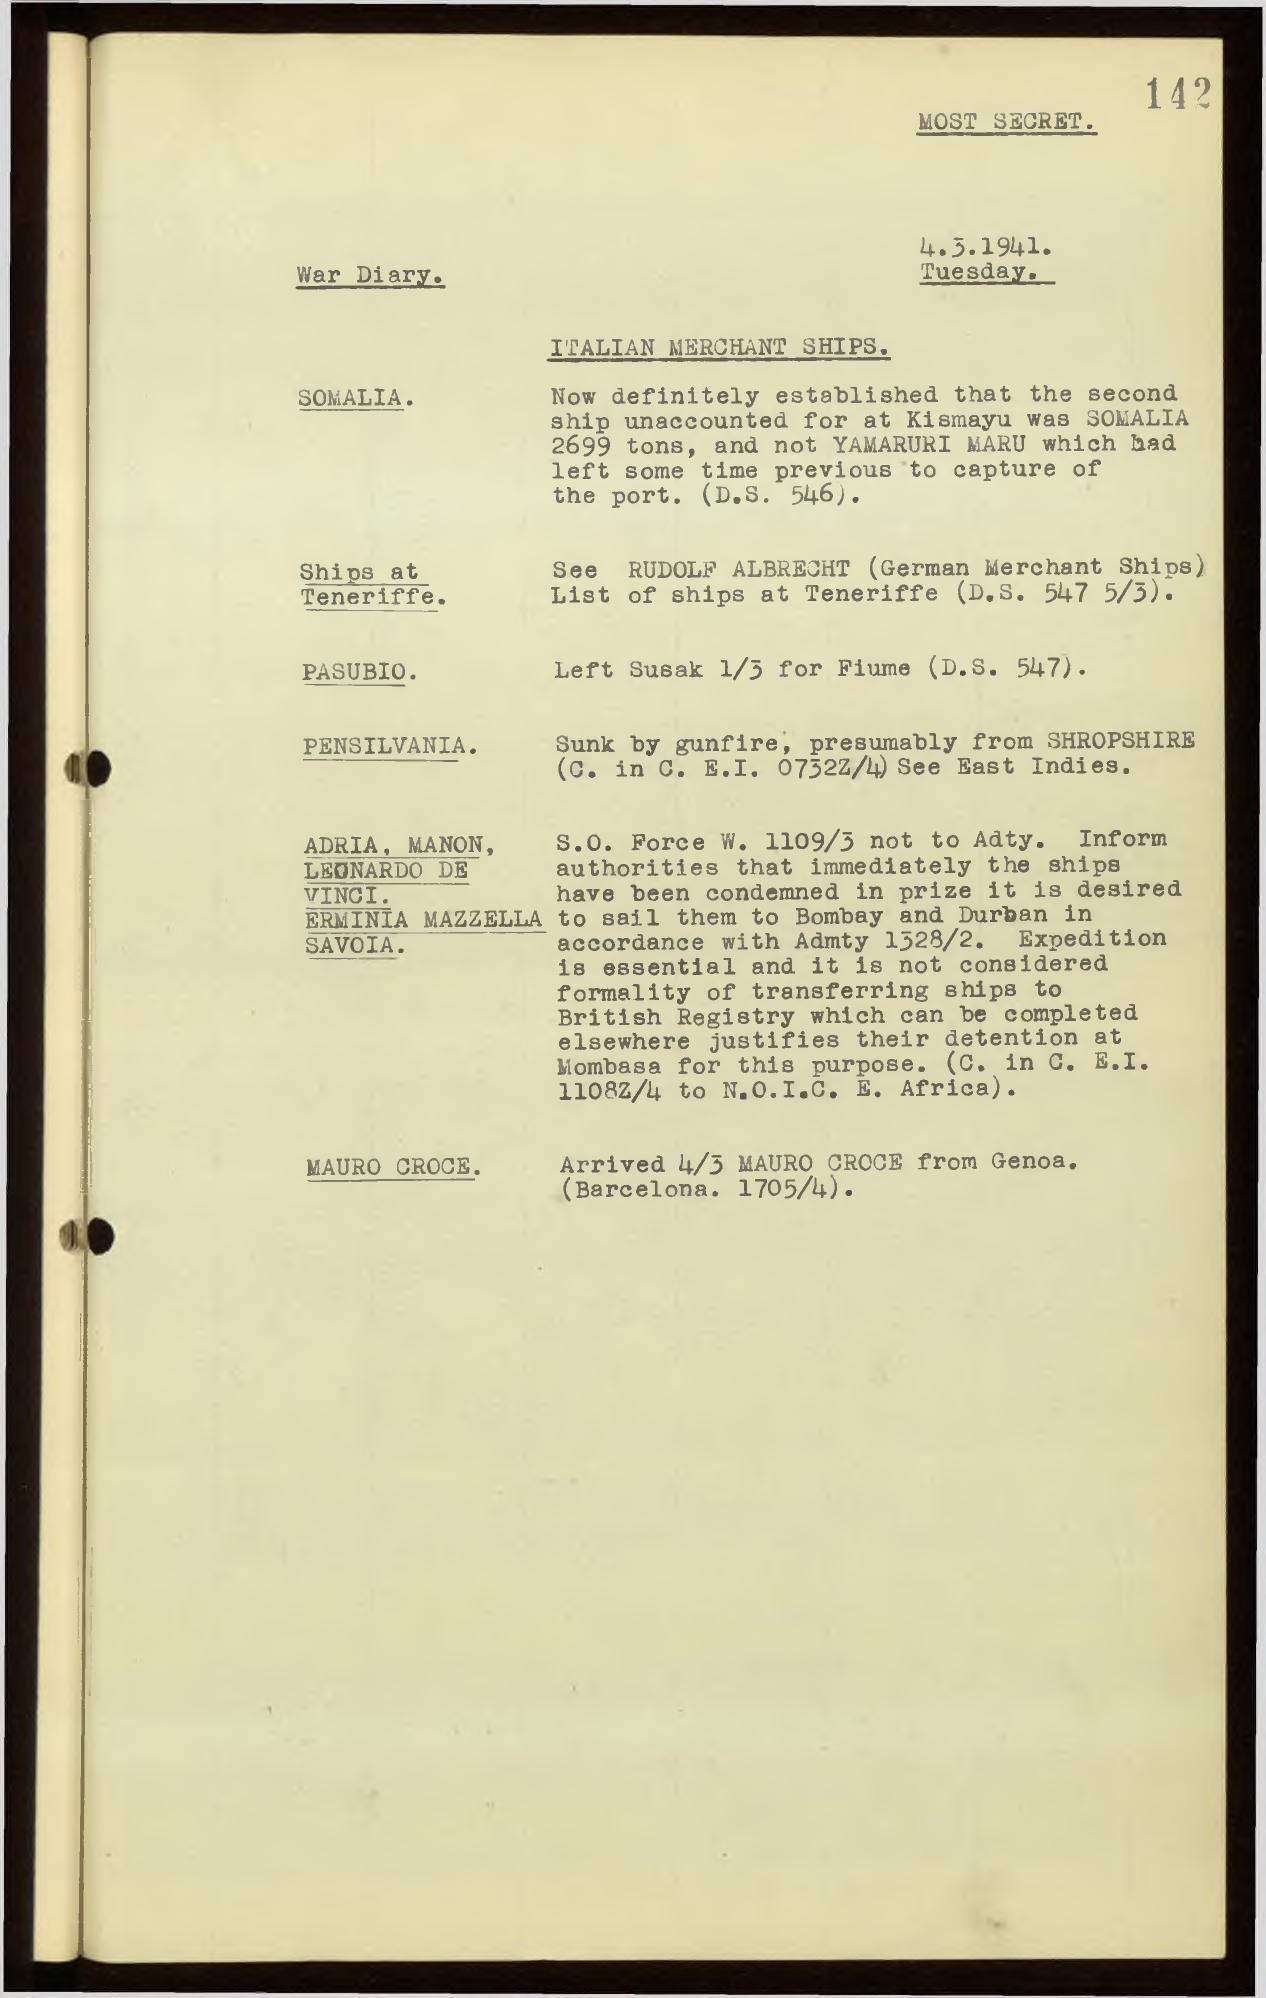 142
MOST SECRET.
4.3.1941.
War Diary.
Tuesday.
ITALIAN MERCHANT SHIPS.
SOMALIA.
Now definitely established that the second
ship unaccounted for at Kismayu was SOMALIA
2699 tons, and not YAMARURI MARU which had
left some time previous to capture of
the port. (D.S. 546).
Ships at
Teneriffe.
See RUDOLF ALBRECHT (German Merchant Ships)
List of ships at Teneriffe (D.S. 547 5/3).
PASUBIO.
Left Susak 1/3 for Fiume (D.S. 547).
PENSILVANIA.
Sunk by gunfire, presumably from SHROPSHIRE
(C. in C. E.I. 0732Z/4) See East Indies.
ADRIA, MANON,
LEONARDO DE
VINCI.
ERMINIA MAZZELLA
SAVOIA.
S.O. Force W. 1109/3 not to Adty. Inform
authorities that immediately the ships
have been condemned in prize it is desired
to sail them to Bombay and Durban in
accordance with Admty 1328/2. Expedition
is essential and it is not considered
formality of transferring ships to
British Registry which can be completed
elsewhere justifies their detention at
Mombasa for this purpose. (C. in C. E.I.
1108Z/4 to N.O.I.C. E. Africa).
MAURO CROCE.
Arrived 4/3 MAURO CROCE from Genoa.
(Barcelona. 1705/4).